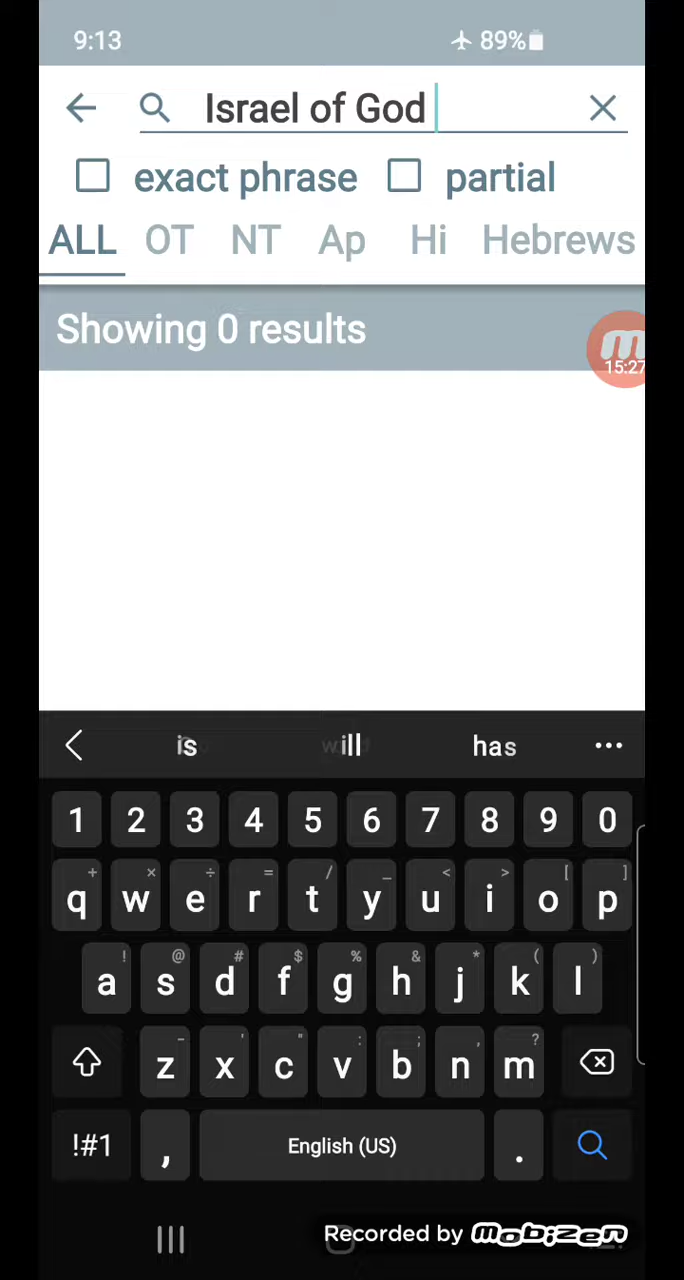 9:13 89%
Israel of God
exact phrase partial
ALL OT NT Ap Hi Hebrews
Showing 0 results
15:27
is will has
1 2 3 4 5 6 7 8 9 0
+ × ÷ = / _ < > [ ]
q w e r t y u i o p
! @ # $ % & * ( )
a s d f g h j k l
- ' " : ; , ?
z x c v b n m
!#1 , English (US) .
Recorded by mobizen